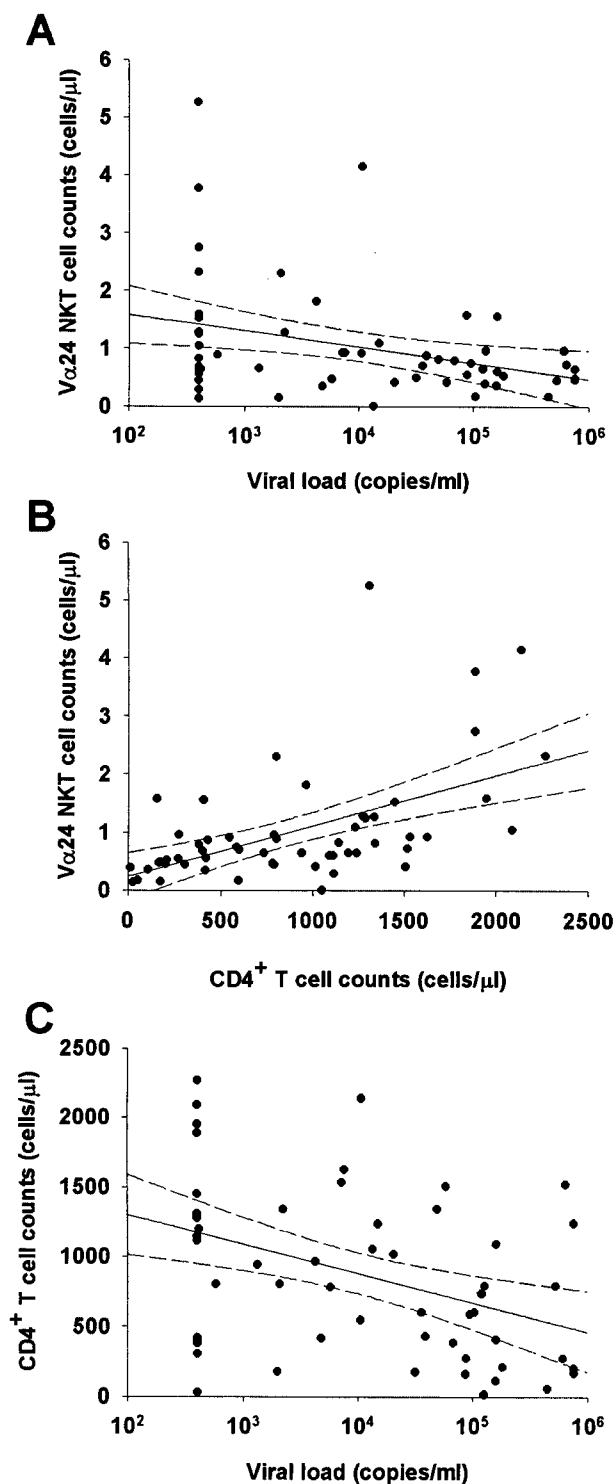 A
Vα24 NKT cell counts (cells/µl)
6
5
4
3
2
1
0
10² 10³ 10⁴ 10⁵ 10⁶
Viral load (copies/ml)
B
Vα24 NKT cell counts (cells/µl)
6
5
4
3
2
1
0
0 500 1000 1500 2000 2500
CD4⁺ T cell counts (cells/µl)
C
CD4⁺ T cell counts (cells/µl)
2500
2000
1500
1000
500
0
10² 10³ 10⁴ 10⁵ 10⁶
Viral load (copies/ml)